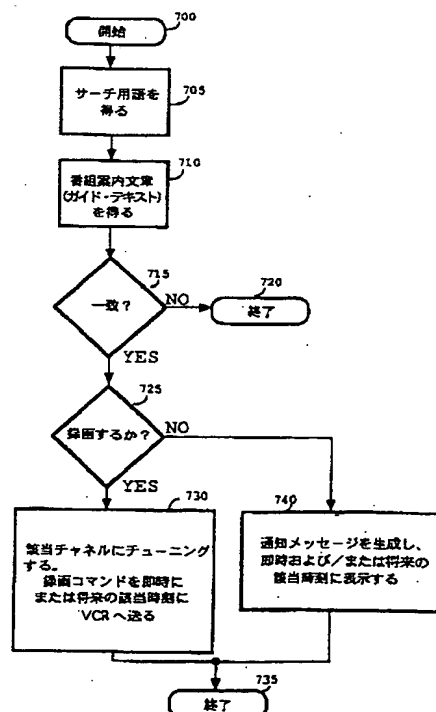 700
開始
サーチ用語を
得る
705
710
番組案内文章
(ガイド・テキスト)
を得る
715
一致?
NO
720
終了
YES
725
録画するか?
NO
YES
730
該当チャネルにチューニング
する。
録画コマンドを即時に
または将来の該当時刻に
VCRへ送る
740
通知メッセージを生成し、
即時および/または将来の
該当時刻に表示する
735
終了